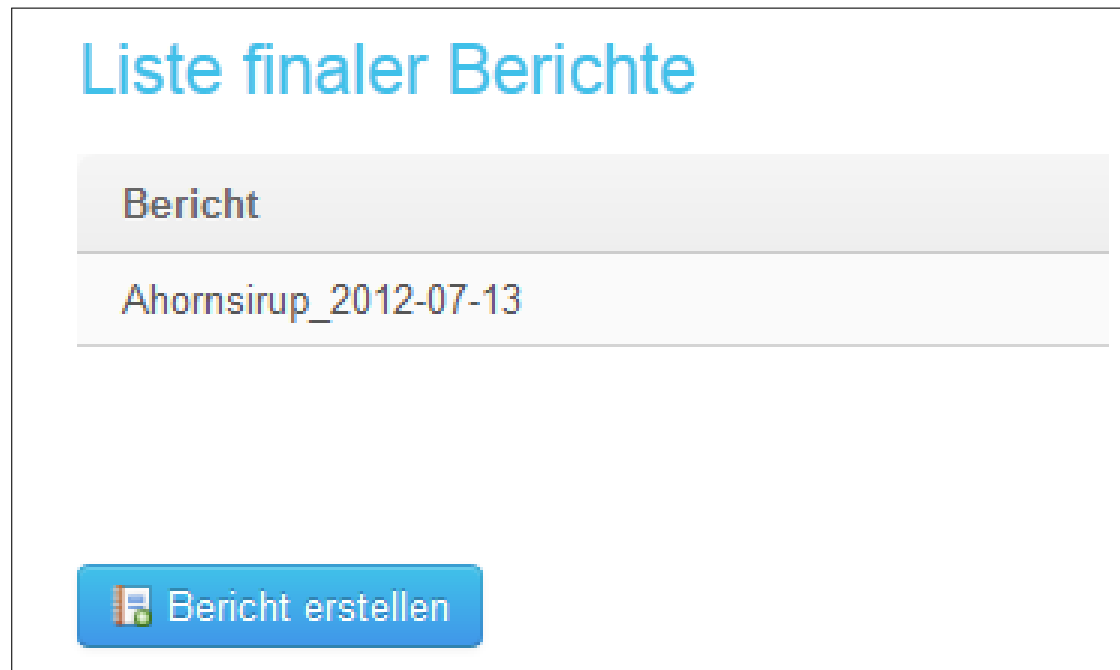 Liste finaler Berichte
Bericht
Ahornsirup_2012-07-13
Bericht erstellen